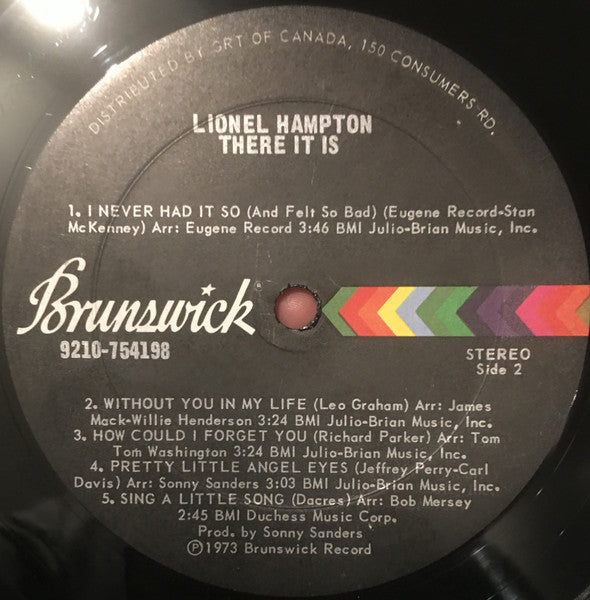 DISTRIBUTED BY GRT OF CANADA, 150 CONSUMERS RD.
LIONEL HAMPTON
THERE IT IS
1. I NEVER HAD IT SO (And Felt So Bad) (Eugene Record-Stan
McKenney) Arr: Eugene Record 3:46 BMI Julio-Brian Music, Inc.
Brunswick
9210-754198
STEREO
Side 2
2. WITHOUT YOU IN MY LIFE (Leo Graham) Arr: James
Mack-Willie Henderson 3:24 BMI Julio-Brian Music, Inc.
3. HOW COULD I FORGET YOU (Richard Parker) Arr: Tom
Tom Washington 3:24 BMI Julio-Brian Music, Inc.
4. PRETTY LITTLE ANGEL EYES (Jeffrey Perry-Carl
Davis) Arr: Sonny Sanders 3:03 BMI Julio-Brian Music, Inc.
5. SING A LITTLE SONG (Dacres) Arr: Bob Mersey
2:45 BMI Duchess Music Corp.
Prod. by Sonny Sanders
Ⓟ1973 Brunswick Record